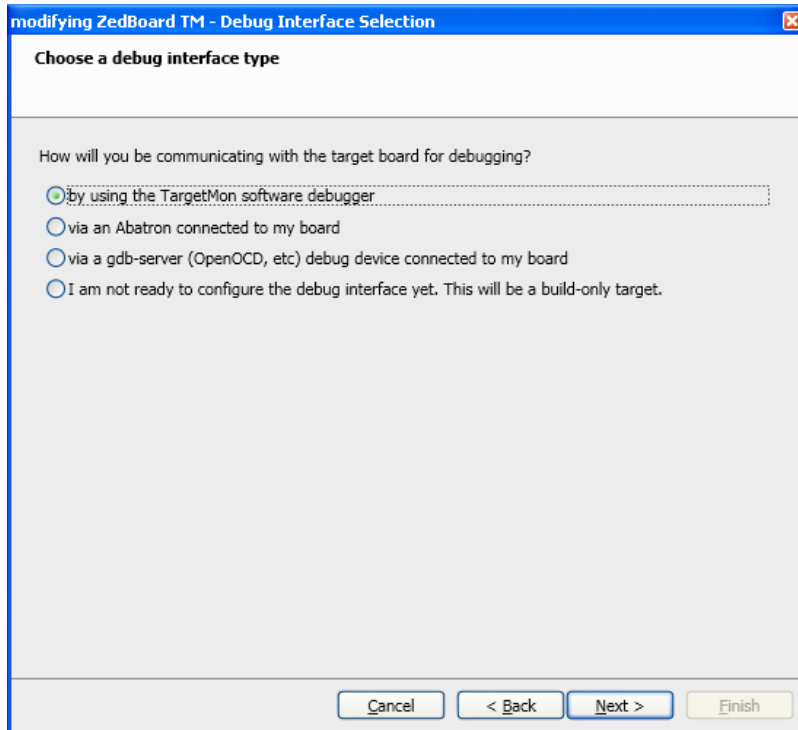 modifying ZedBoard TM - Debug Interface Selection
Choose a debug interface type
How will you be communicating with the target board for debugging?
by using the TargetMon software debugger
via an Abatron connected to my board
via a gdb-server (OpenOCD, etc) debug device connected to my board
I am not ready to configure the debug interface yet. This will be a build-only target.
Cancel < Back Next > Finish